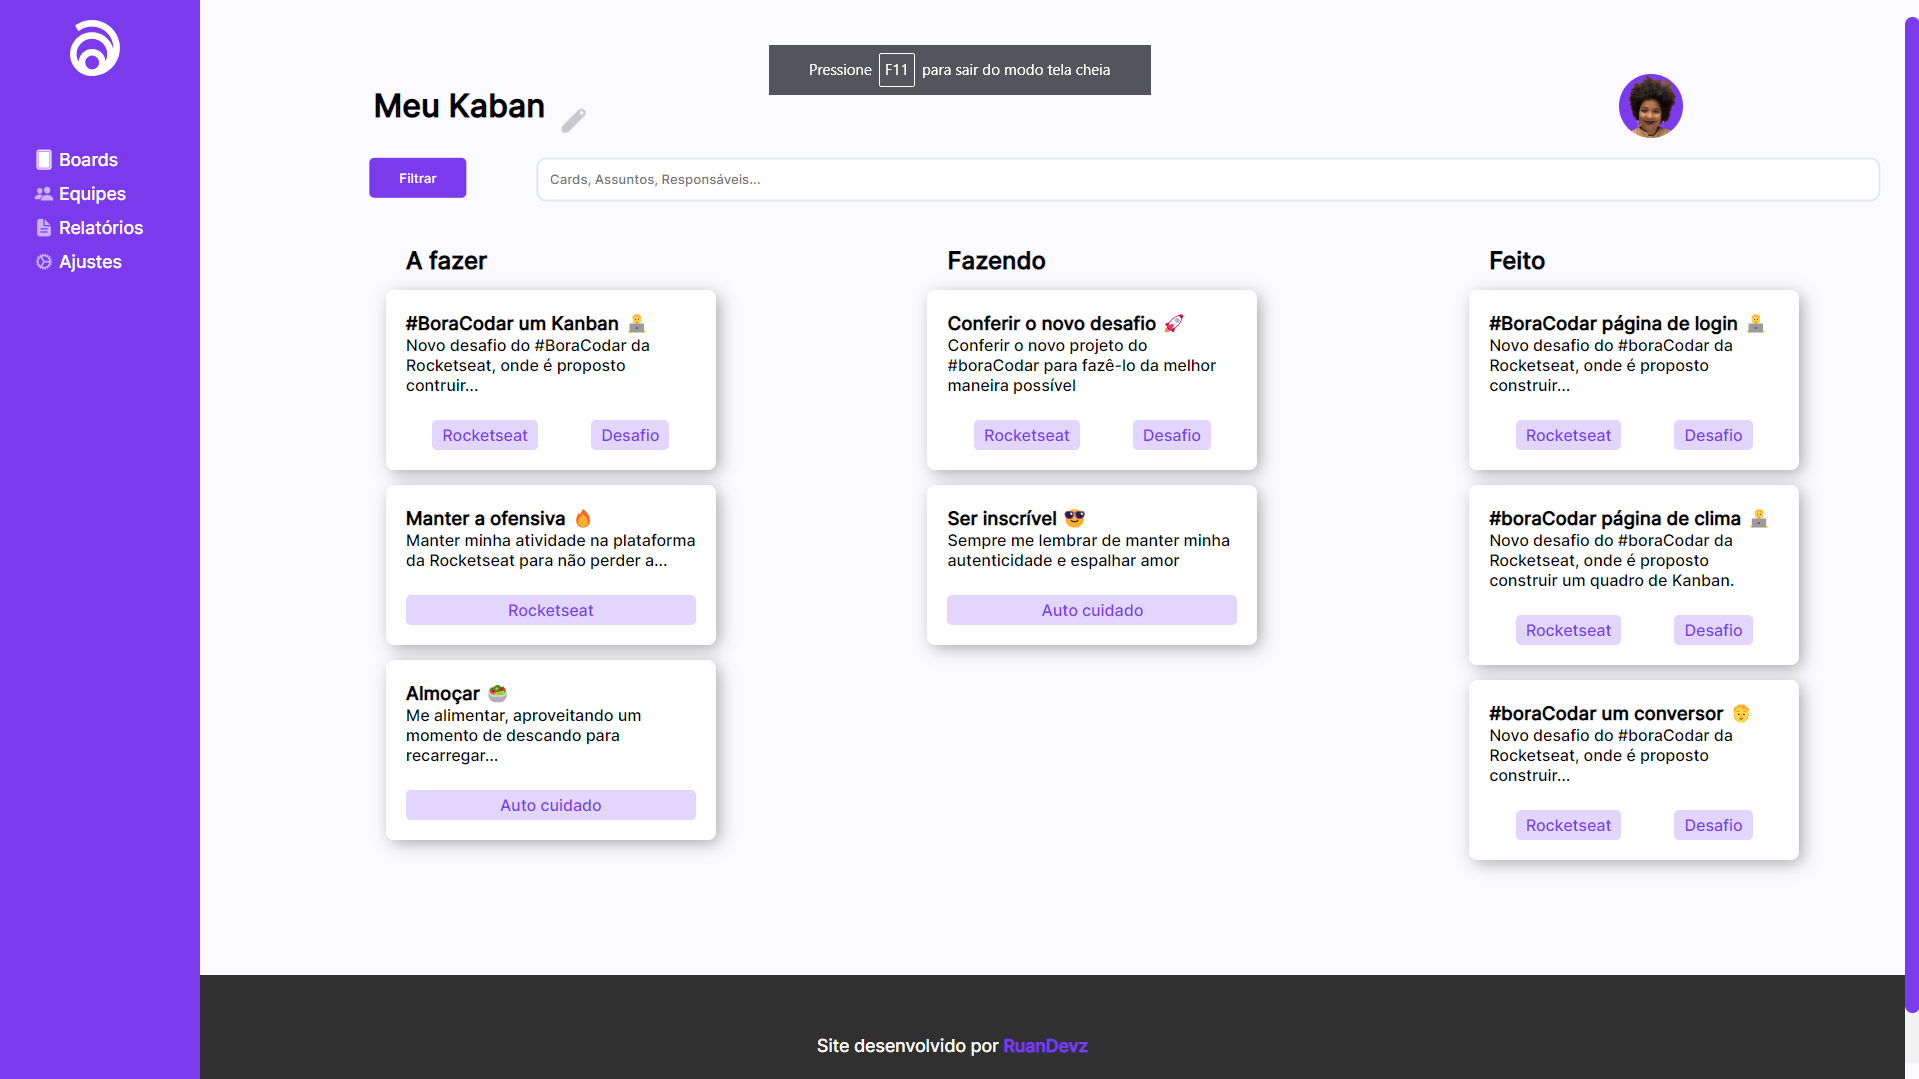 Pressione F11 para sair do modo tela cheia
Meu Kaban
Boards
Equipes
Relatórios
Ajustes
Filtrar
Cards, Assuntos, Responsáveis...
A fazer
#BoraCodar um Kanban
Novo desafio do #BoraCodar da
Rocketseat, onde é proposto
contruir...
Rocketseat
Desafio
Manter a ofensiva
Manter minha atividade na plataforma
da Rocketseat para não perder a...
Rocketseat
Almoçar
Me alimentar, aproveitando um
momento de descando para
recarregar...
Auto cuidado
Fazendo
Conferir o novo desafio
Conferir o novo projeto do
#boraCodar para fazê-lo da melhor
maneira possível
Rocketseat
Desafio
Ser inscrível
Sempre me lembrar de manter minha
autenticidade e espalhar amor
Auto cuidado
Feito
#BoraCodar página de login
Novo desafio do #boraCodar da
Rocketseat, onde é proposto
construir...
Rocketseat
Desafio
#boraCodar página de clima
Novo desafio do #boraCodar da
Rocketseat, onde é proposto
construir um quadro de Kanban.
Rocketseat
Desafio
#boraCodar um conversor
Novo desafio do #boraCodar da
Rocketseat, onde é proposto
construir...
Rocketseat
Desafio
Site desenvolvido por RuanDevz